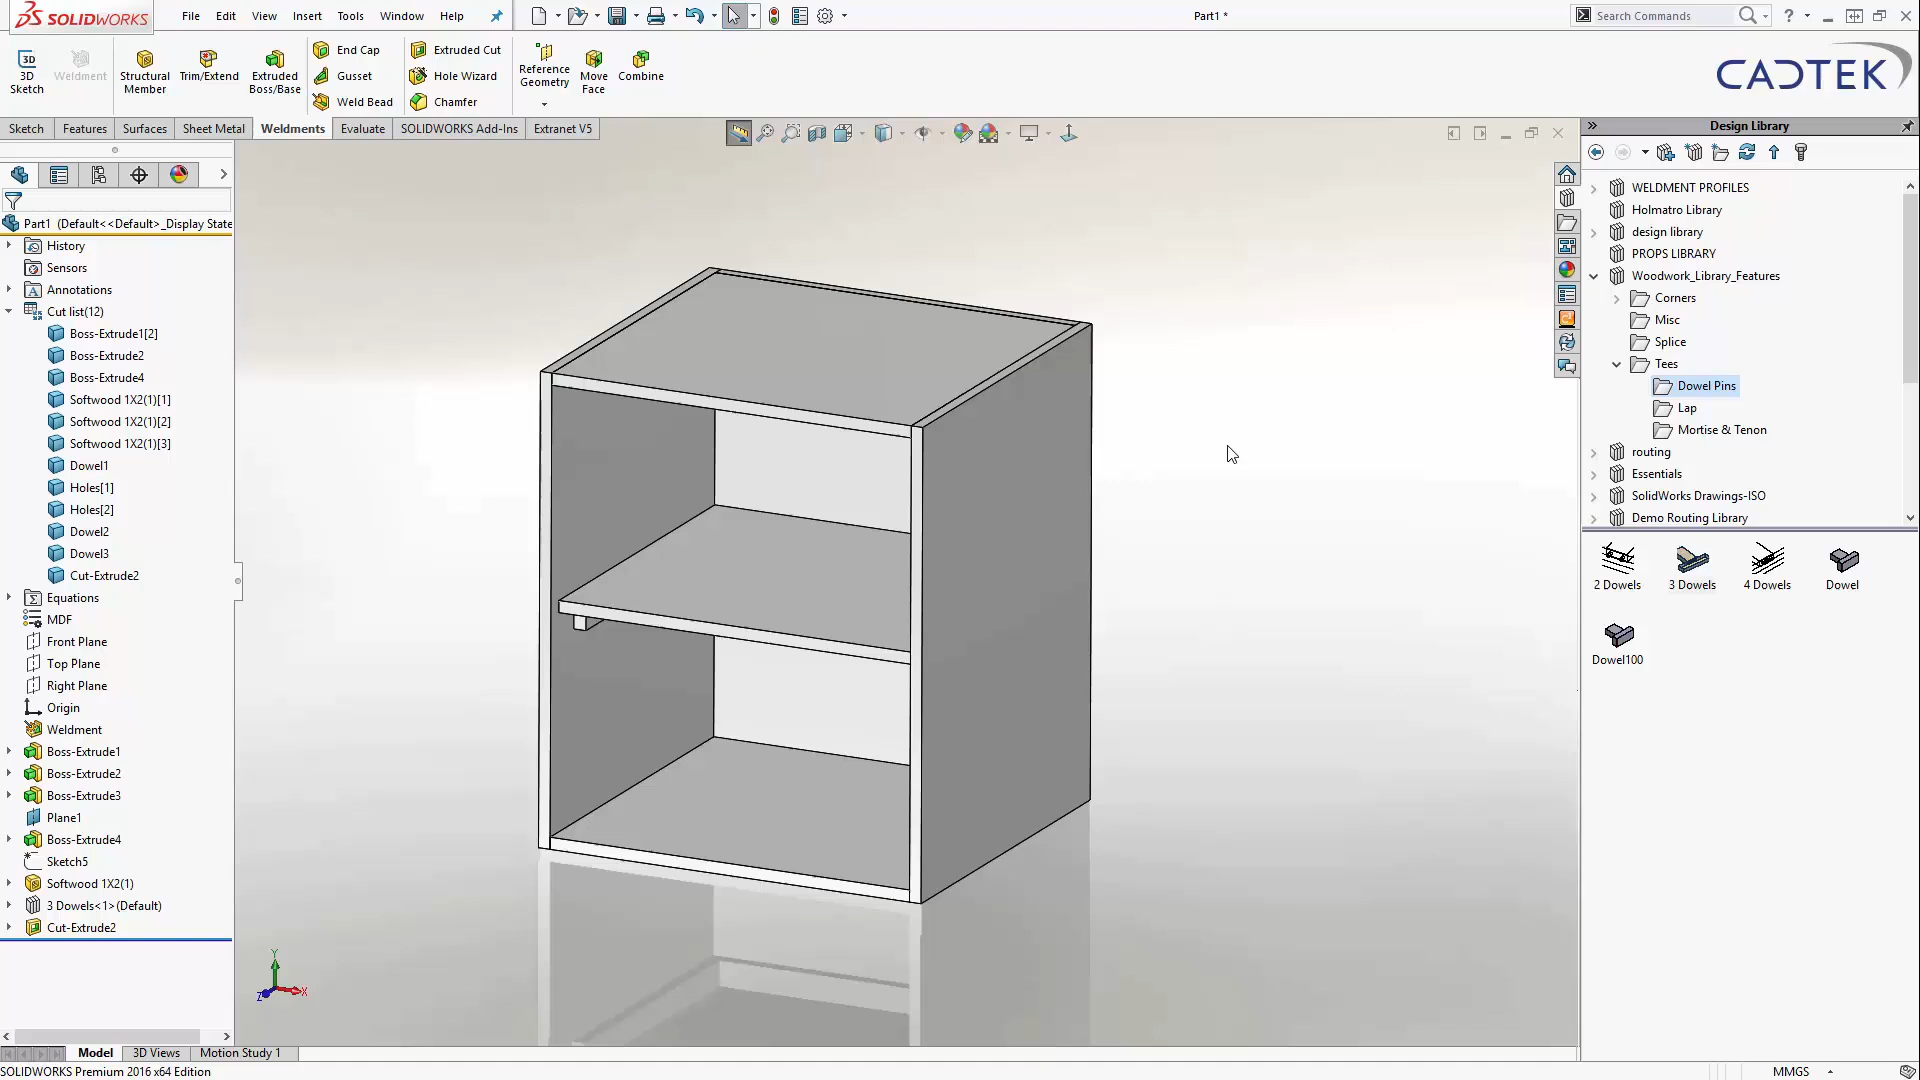 SOLIDWORKS
File Edit View Insert Tools Window Help
Part1 *
Search Commands
3D Sketch
Weldment
Structural Member
Trim/Extend
Extruded Boss/Base
End Cap
Gusset
Weld Bead
Extruded Cut
Hole Wizard
Chamfer
Reference Geometry
Move Face
Combine
CADTEK
Sketch Features Surfaces Sheet Metal Weldments Evaluate SOLIDWORKS Add-Ins Extranet V5
Part1 (Default<<Default>_Display State
History
Sensors
Annotations
Cut list(12)
Boss-Extrude1[2]
Boss-Extrude2
Boss-Extrude4
Softwood 1X2(1)[1]
Softwood 1X2(1)[2]
Softwood 1X2(1)[3]
Dowel1
Holes[1]
Holes[2]
Dowel2
Dowel3
Cut-Extrude2
Equations
MDF
Front Plane
Top Plane
Right Plane
Origin
Weldment
Boss-Extrude1
Boss-Extrude2
Boss-Extrude3
Plane1
Boss-Extrude4
Sketch5
Softwood 1X2(1)
3 Dowels<1>(Default)
Cut-Extrude2
Y
X
Z
Design Library
WELDMENT PROFILES
Holmatro Library
design library
PROPS LIBRARY
Woodwork_Library_Features
Corners
Misc
Splice
Tees
Dowel Pins
Lap
Mortise & Tenon
routing
Essentials
SolidWorks Drawings-ISO
Demo Routing Library
2 Dowels
3 Dowels
4 Dowels
Dowel
Dowel100
Model 3D Views Motion Study 1
SOLIDWORKS Premium 2016 x64 Edition
MMGS